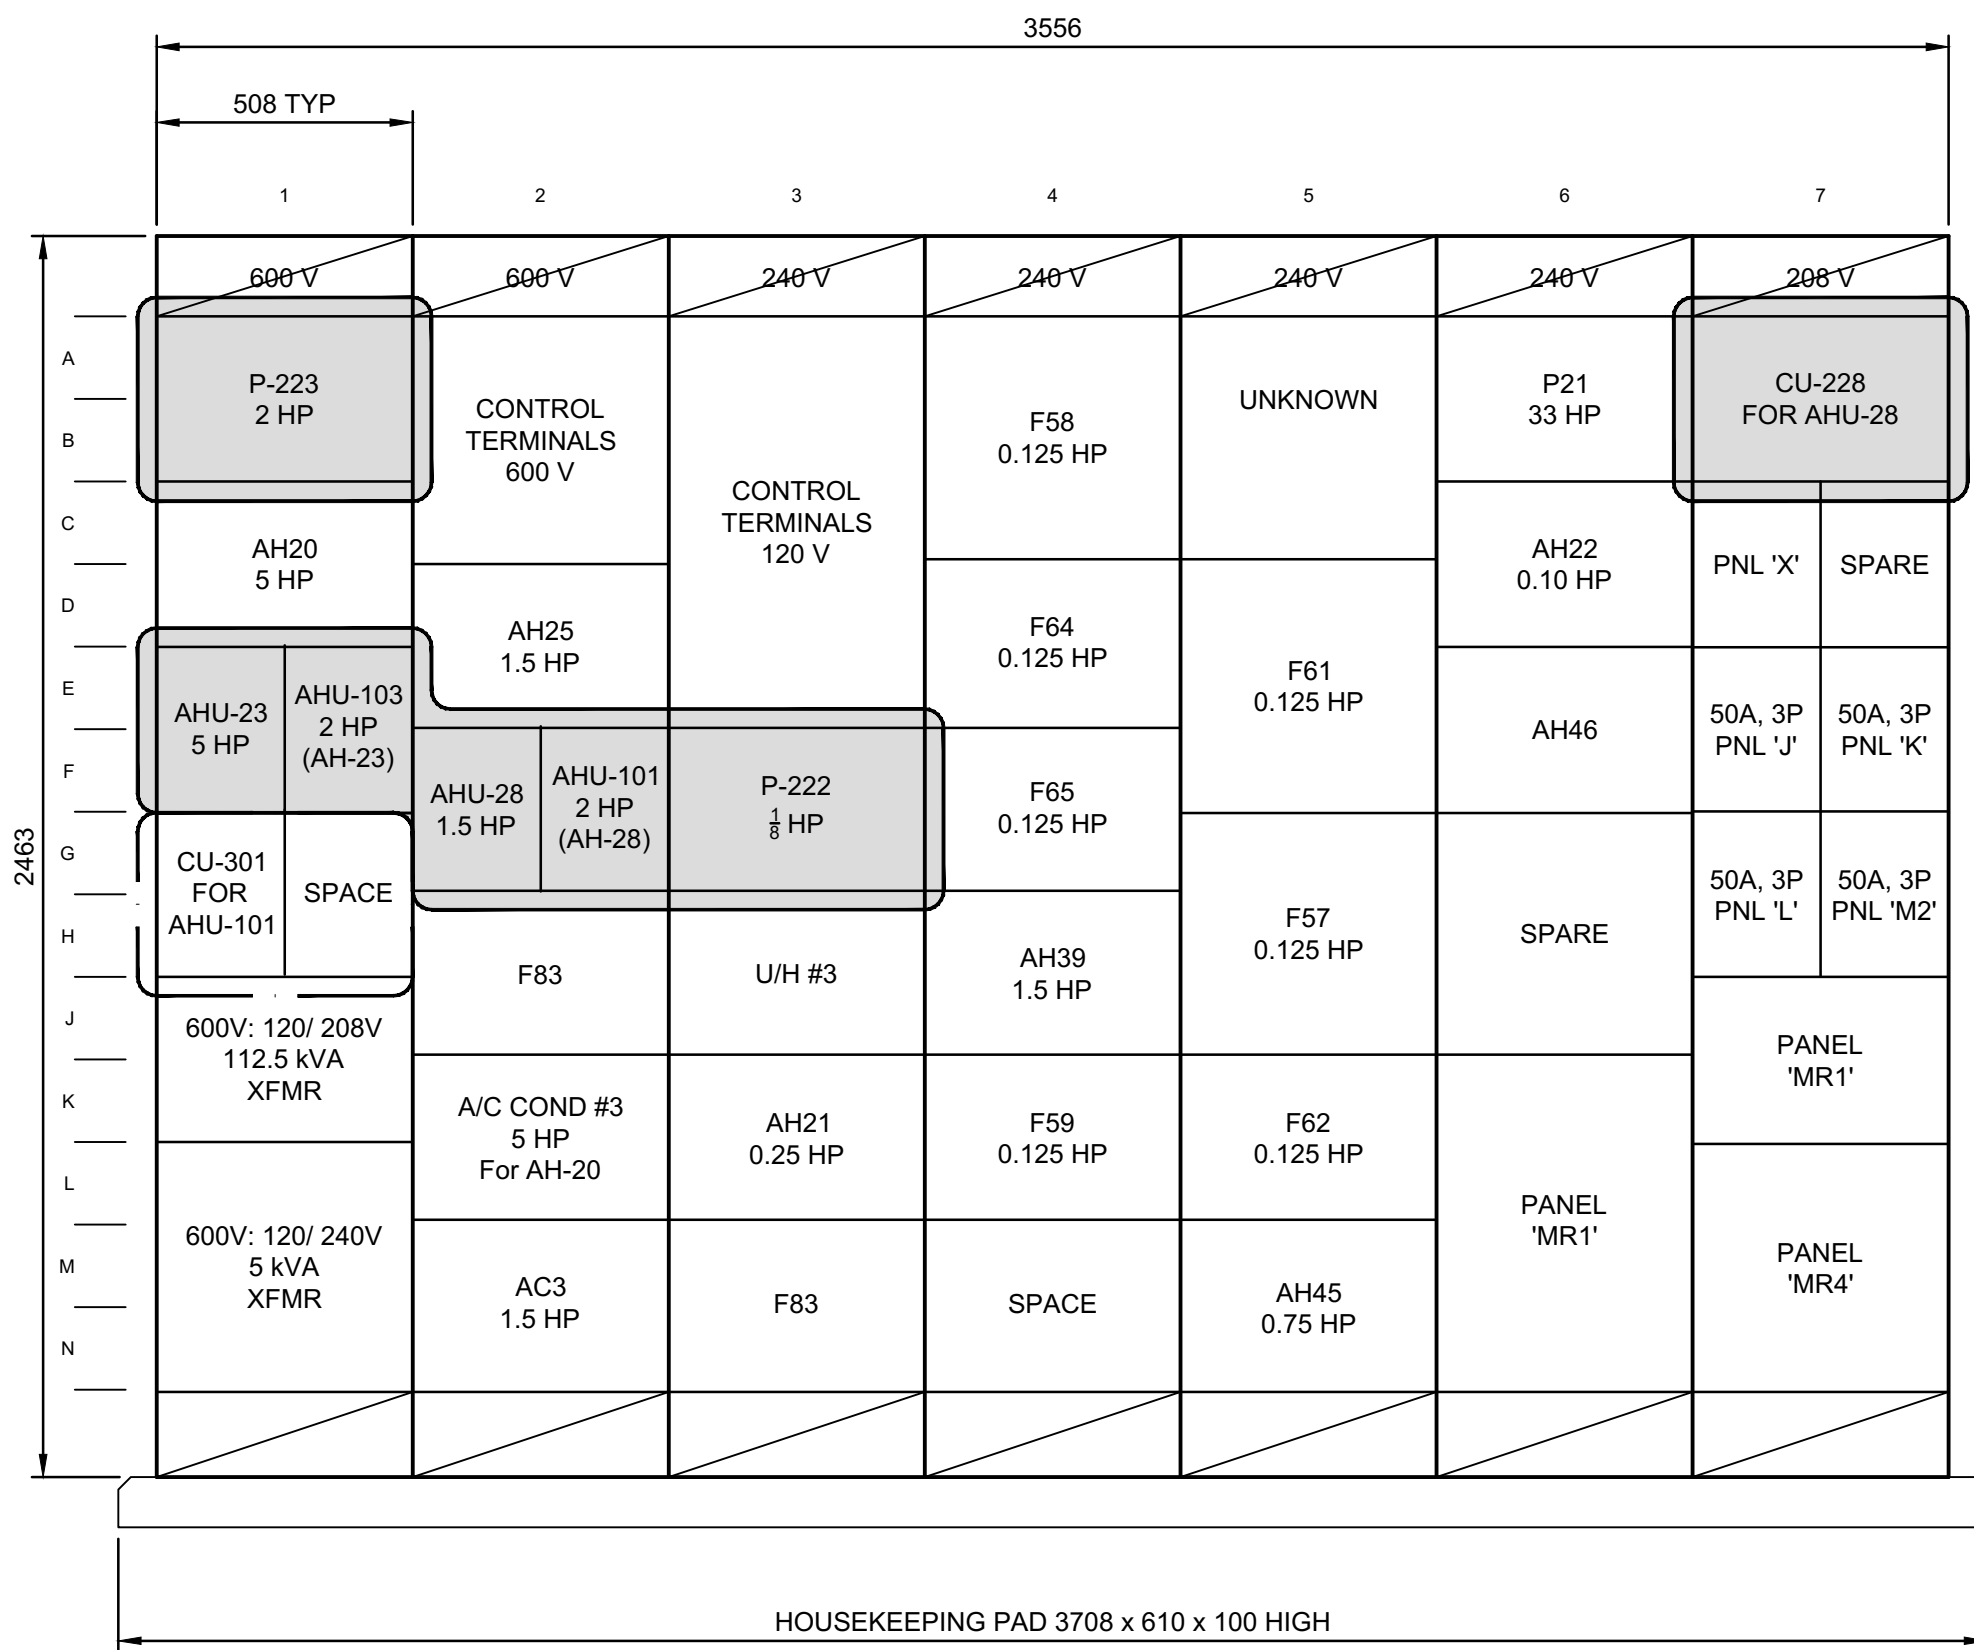 3556
508 TYP
1 2 3 4 5 6 7
600 V 600 V 240 V 240 V 240 V 240 V 208 V
2463
A
B
C
D
E
F
G
H
J
K
L
M
N
P-223
2 HP
AH20
5 HP
AHU-23
5 HP
AHU-103
2 HP
(AH-23)
CU-301
FOR
AHU-101
SPACE
600V: 120/ 208V
112.5 kVA
XFMR
600V: 120/ 240V
5 kVA
XFMR
CONTROL
TERMINALS
600 V
AH25
1.5 HP
AHU-28
1.5 HP
AHU-101
2 HP
(AH-28)
F83
A/C COND #3
5 HP
For AH-20
AC3
1.5 HP
CONTROL
TERMINALS
120 V
P-222
1/8 HP
U/H #3
AH21
0.25 HP
F83
F58
0.125 HP
F64
0.125 HP
F65
0.125 HP
AH39
1.5 HP
F59
0.125 HP
SPACE
UNKNOWN
F61
0.125 HP
F57
0.125 HP
F62
0.125 HP
AH45
0.75 HP
P21
33 HP
AH22
0.10 HP
AH46
SPARE
PANEL
'MR1'
CU-228
FOR AHU-28
PNL 'X'
SPARE
50A, 3P
PNL 'J'
50A, 3P
PNL 'K'
50A, 3P
PNL 'L'
50A, 3P
PNL 'M2'
PANEL
'MR1'
PANEL
'MR4'
HOUSEKEEPING PAD 3708 x 610 x 100 HIGH